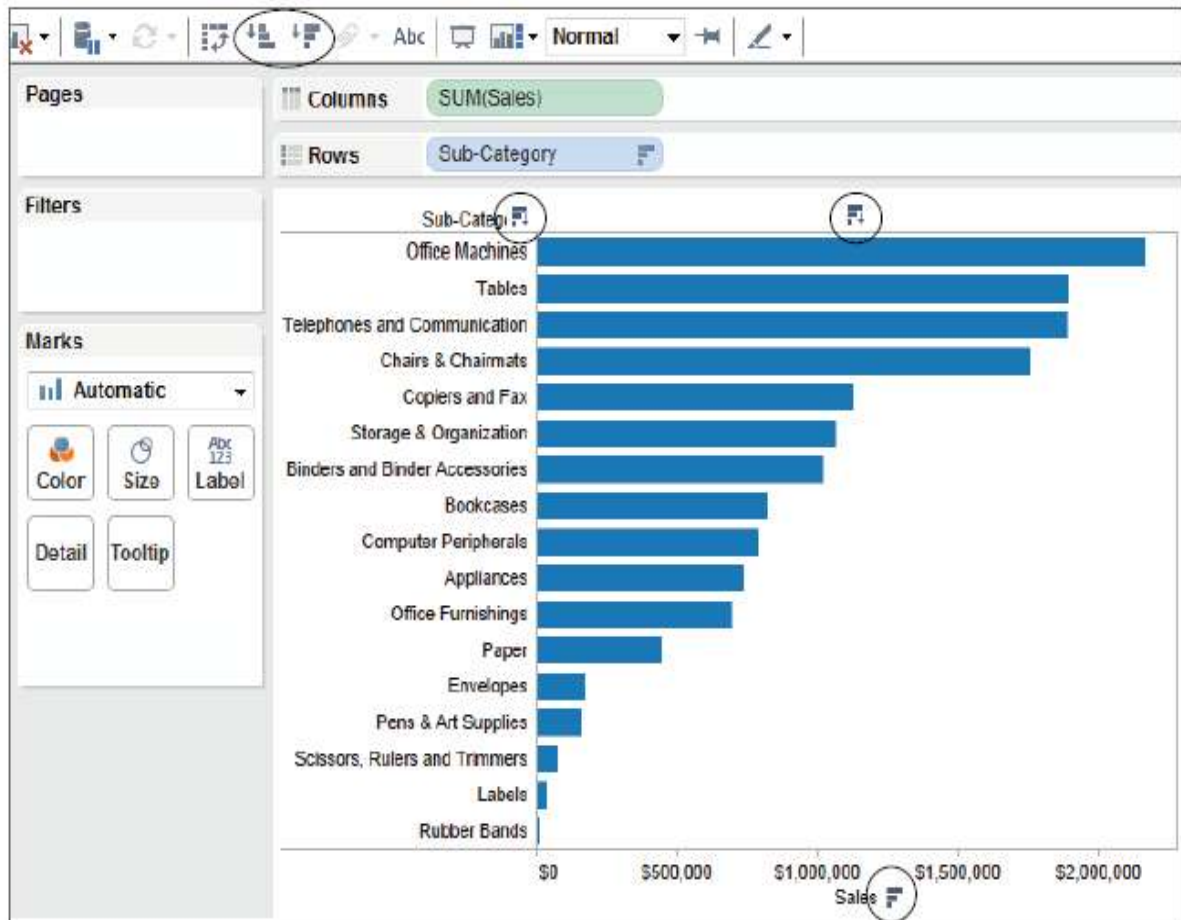 Abc Normal
Pages
Columns SUM(Sales)
Rows Sub-Category
Filters
Sub-Catego
Marks
Automatic
Color
Size
Abc
123
Label
Detail
Tooltip
Office Machines
Tables
Telephones and Communication
Chairs & Chairmats
Copiers and Fax
Storage & Organization
Binders and Binder Accessories
Bookcases
Computer Peripherals
Appliances
Office Furnishings
Paper
Envelopes
Pens & Art Supplies
Scissors, Rulers and Trimmers
Labels
Rubber Bands
$0 $500,000 $1,000,000 $1,500,000 $2,000,000
Sales